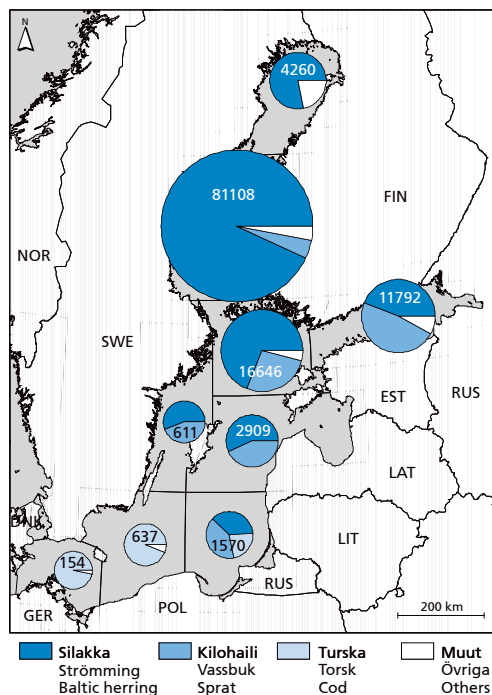 N
4260
81108
FIN
NOR
11792
SWE
16646
EST
RUS
611
2909
LAT
DNK
637
1570
LIT
154
RUS
GER
POL
200 km
Silakka
Strömming
Baltic herring
Kilohaili
Vassbuk
Sprat
Turska
Torsk
Cod
Muut
Övriga
Others